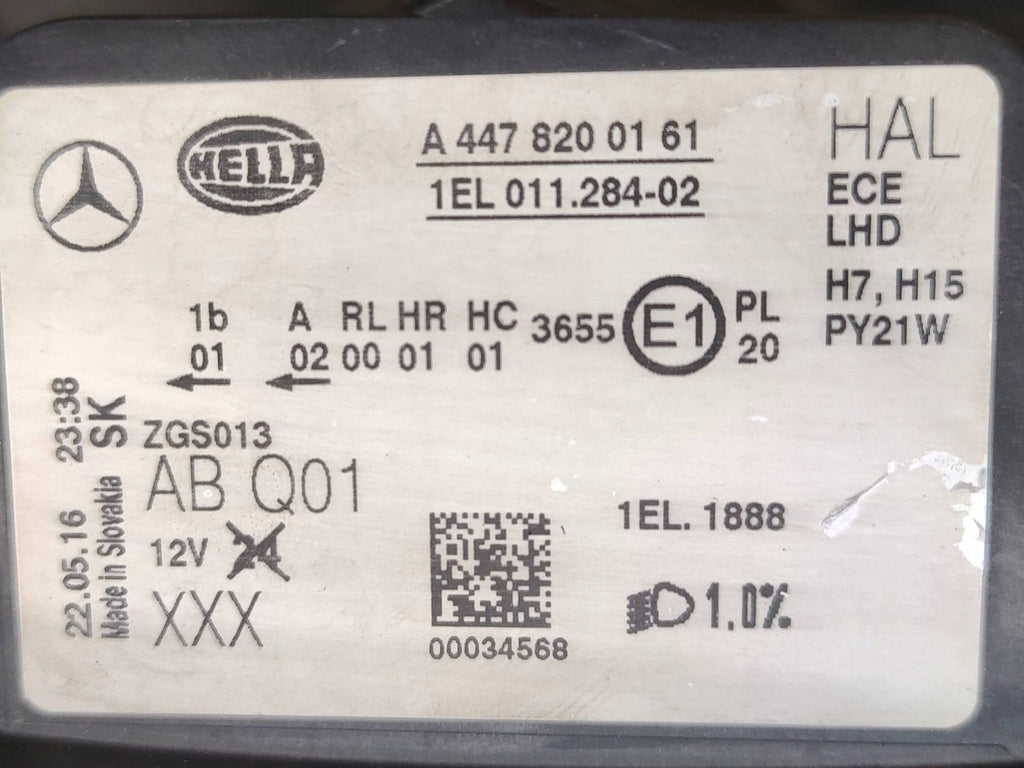 HELLA
A 447 820 01 61
1EL 011.284-02
HAL
ECE
LHD
H7, H15
PY21W
1b A RL HR HC 3655 E1 PL
01 02 00 01 01 20
22.05.16 23:38
Made in Slovakia SK
ZGS013
AB Q01
12V 24
XXX
00034568
1EL. 1888
1.0%